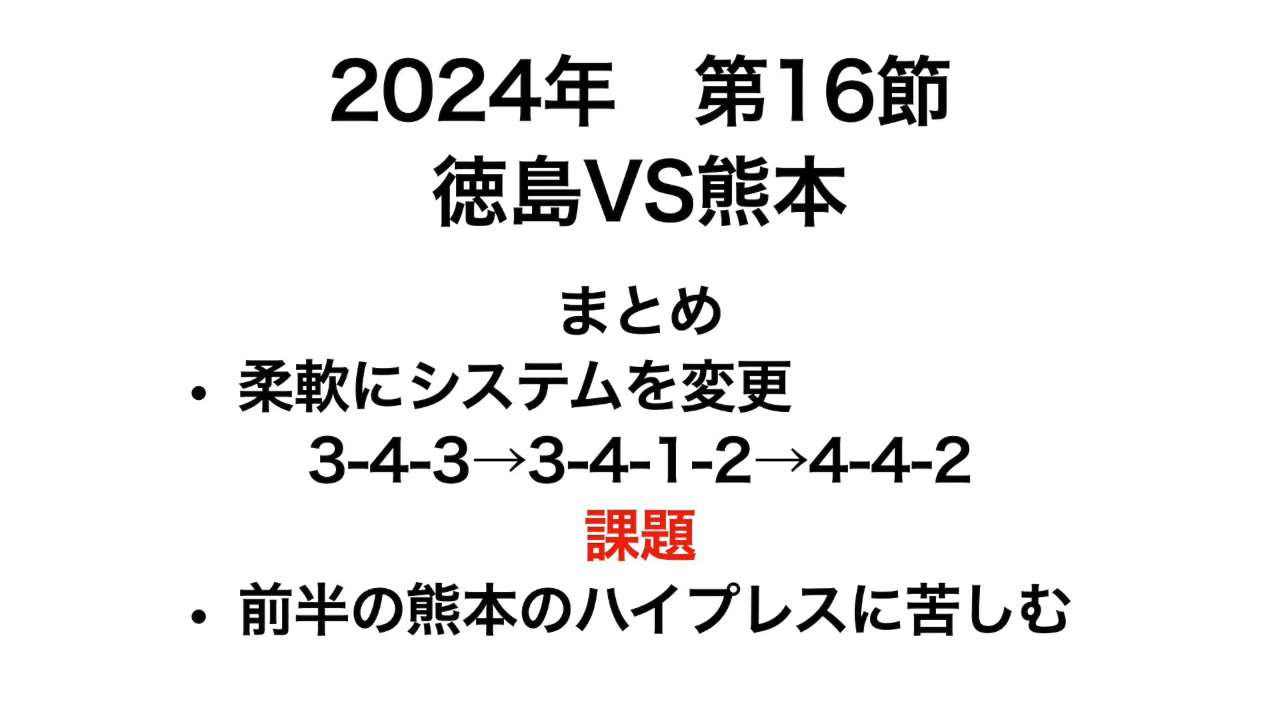 2024年　第16節
徳島VS熊本
まとめ
• 柔軟にシステムを変更
3-4-3→3-4-1-2→4-4-2
課題
• 前半の熊本のハイプレスに苦しむ